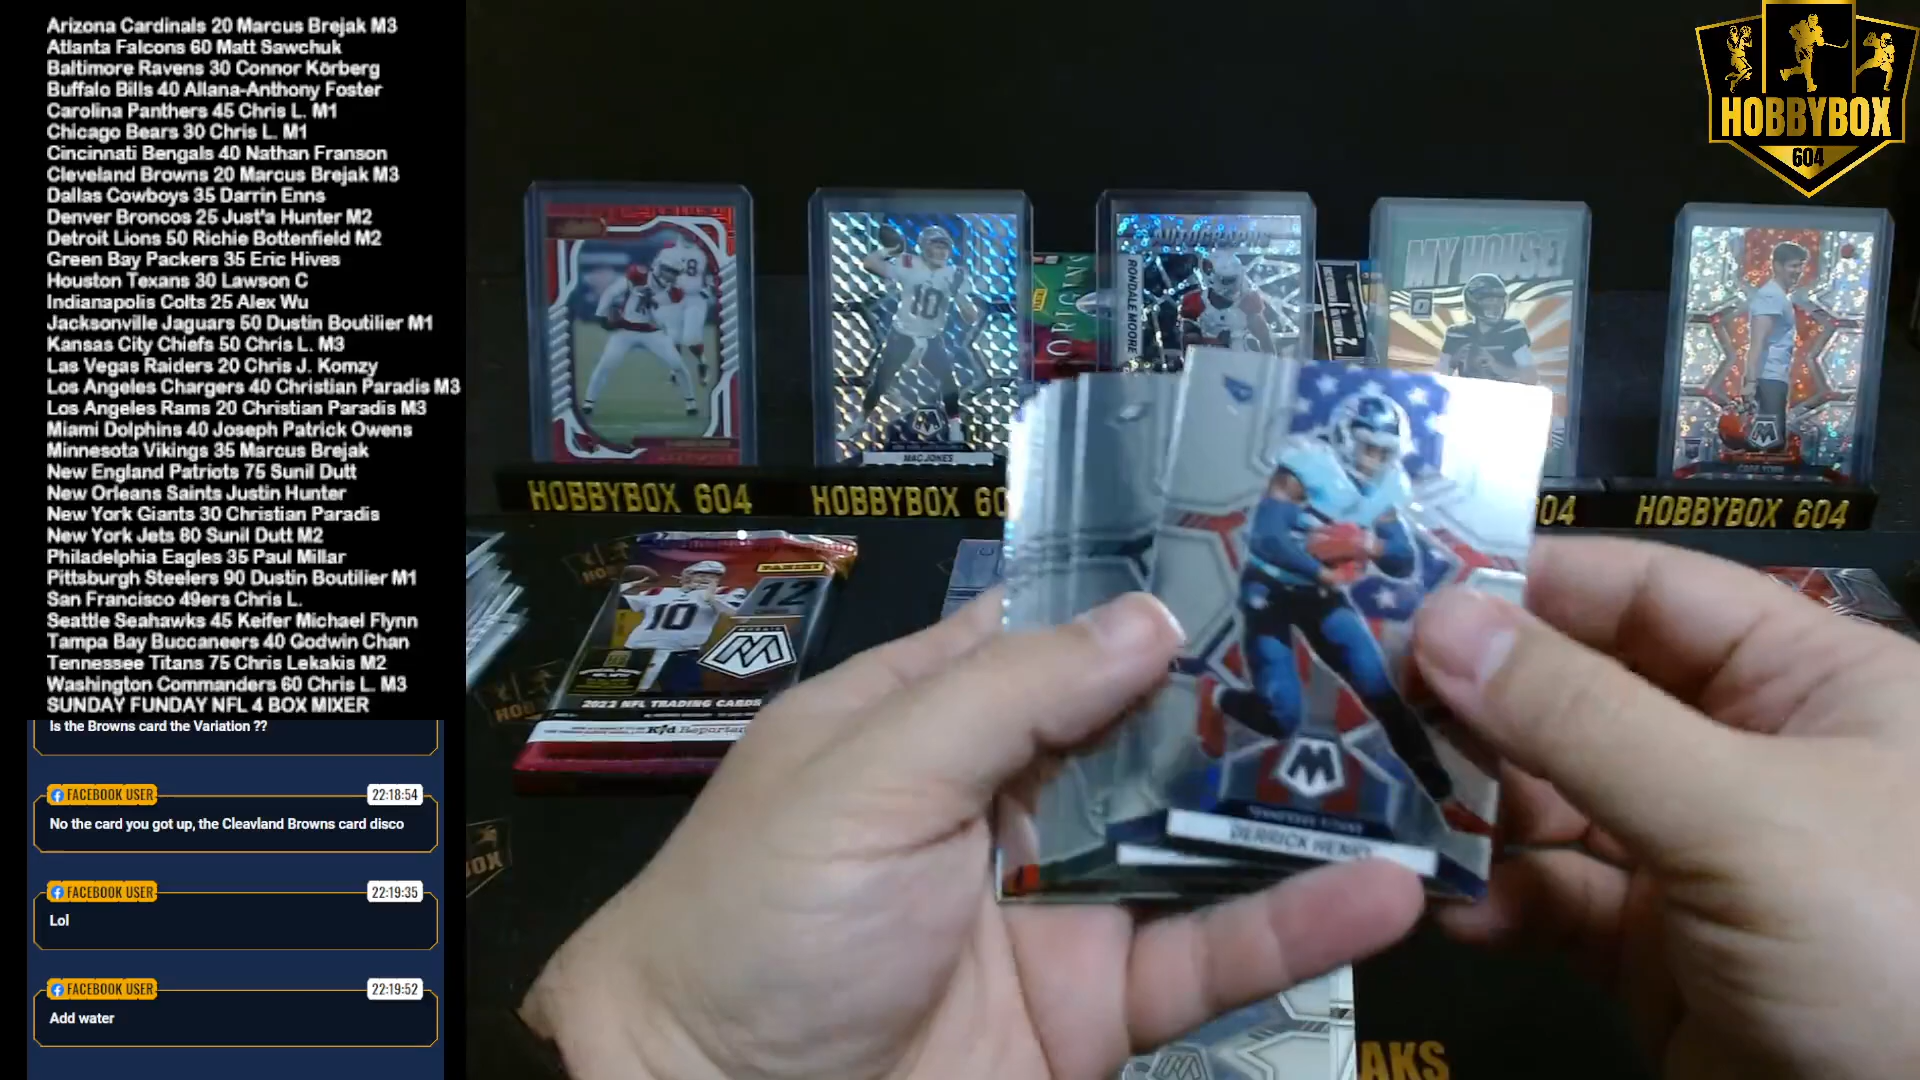 Arizona Cardinals 20 Marcus Brejak M3
Atlanta Falcons 60 Matt Sawchuk
Baltimore Ravens 30 Connor Körberg
Buffalo Bills 40 Allana-Anthony Foster
Carolina Panthers 45 Chris L. M1
Chicago Bears 30 Chris L. M1
Cincinnati Bengals 40 Nathan Franson
Cleveland Browns 20 Marcus Brejak M3
Dallas Cowboys 35 Darrin Enns
Denver Broncos 25 Just'a Hunter M2
Detroit Lions 50 Richie Bottenfield M2
Green Bay Packers 35 Eric Hives
Houston Texans 30 Lawson C
Indianapolis Colts 25 Alex Wu
Jacksonville Jaguars 50 Dustin Boutilier M1
Kansas City Chiefs 50 Chris L. M3
Las Vegas Raiders 20 Chris J. Komzy
Los Angeles Chargers 40 Christian Paradis M3
Los Angeles Rams 20 Christian Paradis M3
Miami Dolphins 40 Joseph Patrick Owens
Minnesota Vikings 35 Marcus Brejak
New England Patriots 75 Sunil Dutt
New Orleans Saints Justin Hunter
New York Giants 30 Christian Paradis
New York Jets 80 Sunil Dutt M2
Philadelphia Eagles 35 Paul Millar
Pittsburgh Steelers 90 Dustin Boutilier M1
San Francisco 49ers Chris L.
Seattle Seahawks 45 Keifer Michael Flynn
Tampa Bay Buccaneers 40 Godwin Chan
Tennessee Titans 75 Chris Lekakis M2
Washington Commanders 60 Chris L. M3
SUNDAY FUNDAY NFL 4 BOX MIXER
Is the Browns card the Variation ??
FACEBOOK USER 22:18:54
No the card you got up, the Cleavland Browns card disco
FACEBOOK USER 22:19:35
Lol
FACEBOOK USER 22:19:52
Add water
HOBBYBOX
604
AUTOGRAPHS
RONDALE MOORE
ORIGINS
MY HOUSE!
10
MAC JONES
HOBBYBOX 604
HOBBYBOX 60
04
HOBBYBOX 604
PANINI
12
10
MOSAIC
2022 NFL TRADING CARDS
Kid Reporter
DERRICK HENRY
AKS